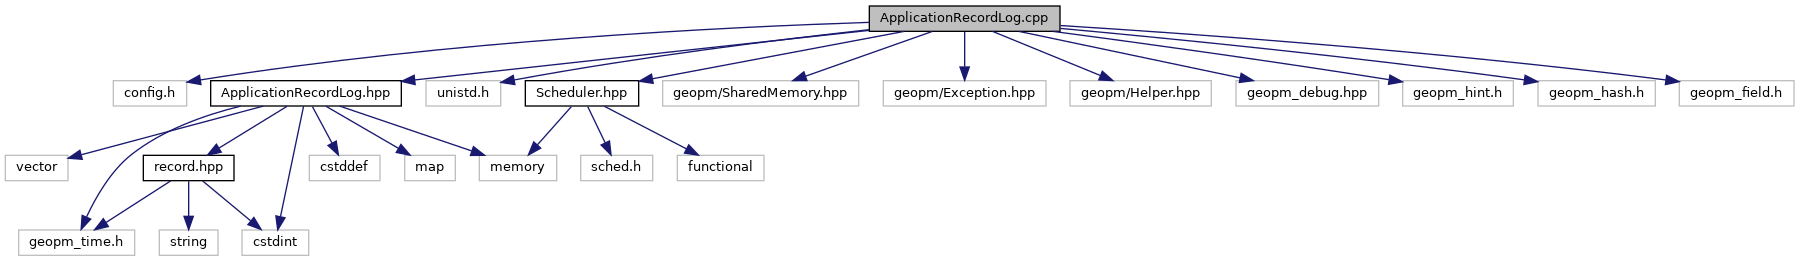 ApplicationRecordLog.cpp
config.h
ApplicationRecordLog.hpp
unistd.h
Scheduler.hpp
geopm/SharedMemory.hpp
geopm/Exception.hpp
geopm/Helper.hpp
geopm_debug.hpp
geopm_hint.h
geopm_hash.h
geopm_field.h
vector
record.hpp
cstddef
map
memory
sched.h
functional
geopm_time.h
string
cstdint